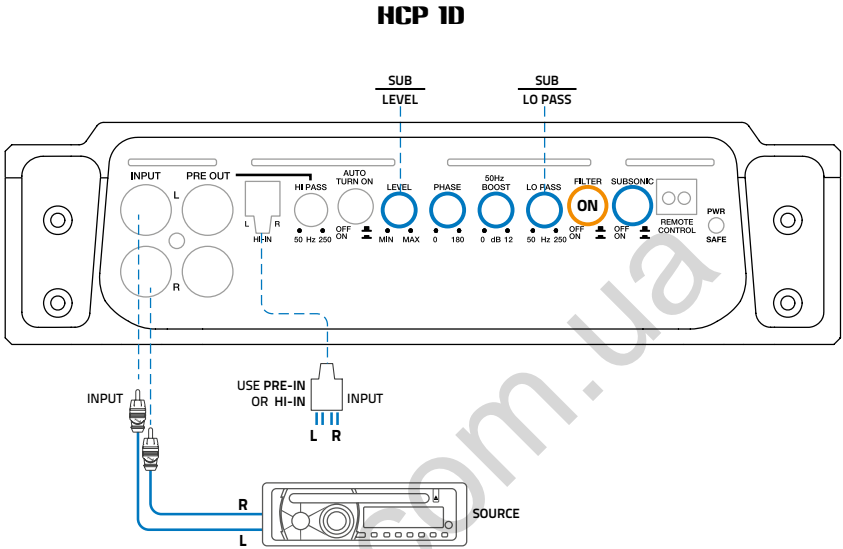 HCP 1D
SUB
LEVEL
SUB
LO PASS
INPUT
PRE OUT
L
R
HI PASS
50 Hz 250
L R
HI-IN
AUTO
TURN ON
OFF
ON
LEVEL
MIN MAX
PHASE
0 180
50Hz
BOOST
0 dB 12
LO PASS
50 Hz 250
FILTER
ON
OFF
ON
SUBSONIC
OFF
ON
REMOTE
CONTROL
PWR
SAFE
INPUT
USE PRE-IN
OR HI-IN
INPUT
L R
R
L
SOURCE
com.ua